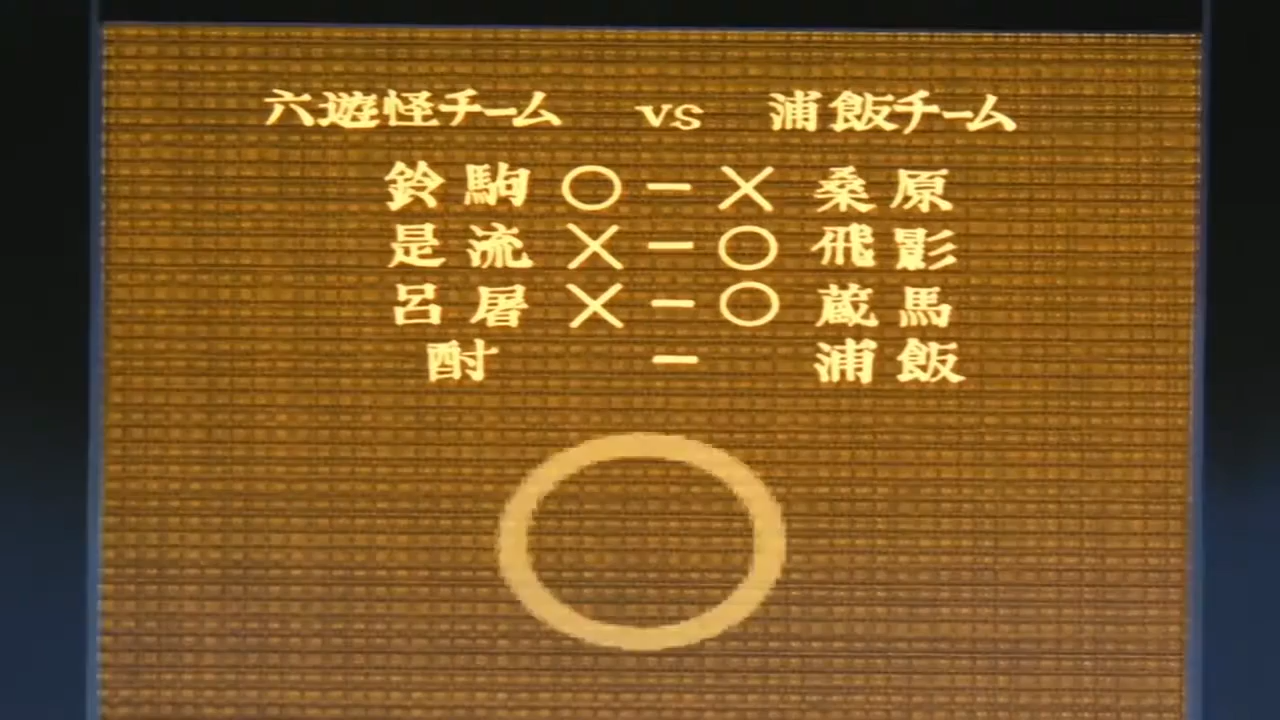 六遊怪チーム vs 浦飯チーム
鈴駒 ○ー× 桑原
是流 ×ー○ 飛影
呂屠 ×ー○ 蔵馬
酎 ー 浦飯